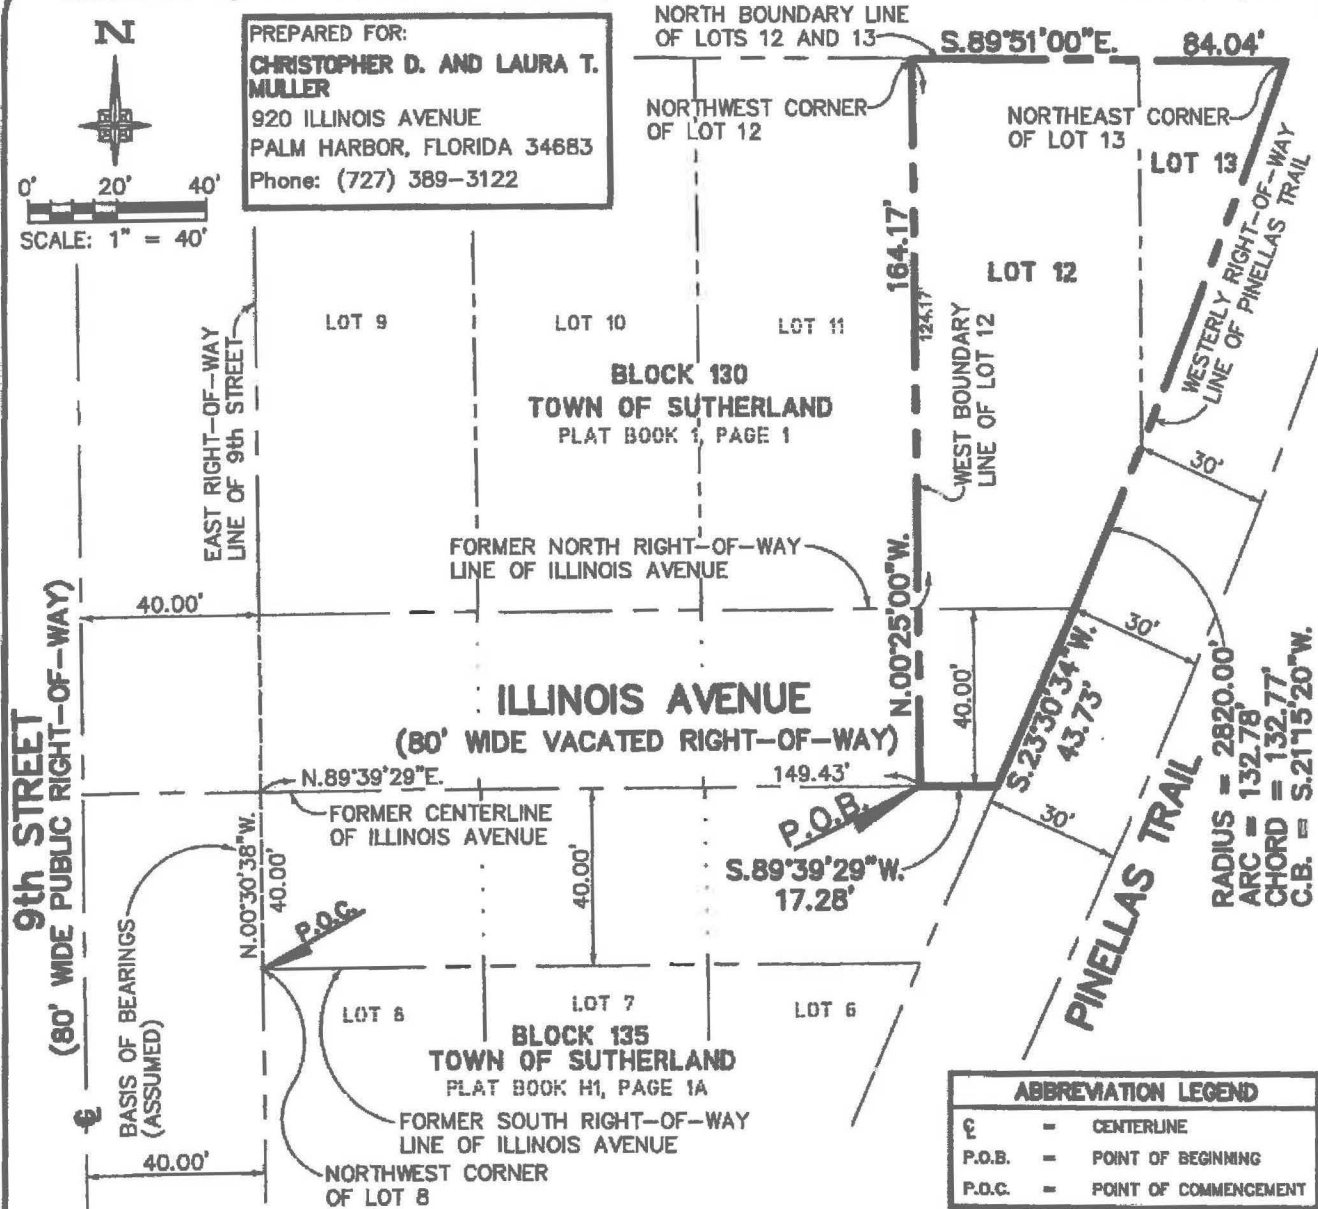 N
0' 20' 40'
SCALE: 1" = 40'
PREPARED FOR:
CHRISTOPHER D. AND LAURA T.
MULLER
920 ILLINOIS AVENUE
PALM HARBOR, FLORIDA 34683
Phone: (727) 389-3122
NORTH BOUNDARY LINE
OF LOTS 12 AND 13
S.89°51'00"E. 84.04'
NORTHWEST CORNER
OF LOT 12
NORTHEAST CORNER
OF LOT 13
LOT 13
WESTERLY RIGHT-OF-WAY
LINE OF PINELLAS TRAIL
164.17'
124.17'
LOT 12
WEST BOUNDARY
LINE OF LOT 12
EAST RIGHT-OF-WAY
LINE OF 9th STREET
LOT 9
LOT 10
LOT 11
BLOCK 130
TOWN OF SUTHERLAND
PLAT BOOK 1, PAGE 1
30'
FORMER NORTH RIGHT-OF-WAY
LINE OF ILLINOIS AVENUE
N.00°25'00"W.
40.00'
30'
40.00'
S.23°30'34"W.
43.73'
RADIUS = 2820.00'
ARC = 132.78'
CHORD = 132.77'
C.B. = S.21°15'20"W.
ILLINOIS AVENUE
(80' WIDE VACATED RIGHT-OF-WAY)
9th STREET
(80' WIDE PUBLIC RIGHT-OF-WAY)
N.89°39'29"E.
149.43'
FORMER CENTERLINE
OF ILLINOIS AVENUE
P.O.B.
30'
S.89°39'29"W.
17.28'
N.00°30'38"W.
40.00'
40.00'
P.O.C.
PINELLAS TRAIL
BASIS OF BEARINGS
(ASSUMED)
LOT 8
LOT 7
LOT 6
BLOCK 135
TOWN OF SUTHERLAND
PLAT BOOK H1, PAGE 1A
FORMER SOUTH RIGHT-OF-WAY
LINE OF ILLINOIS AVENUE
℄
40.00'
NORTHWEST CORNER
OF LOT 8
ABBREVIATION LEGEND
℄ = CENTERLINE
P.O.B. = POINT OF BEGINNING
P.O.C. = POINT OF COMMENCEMENT